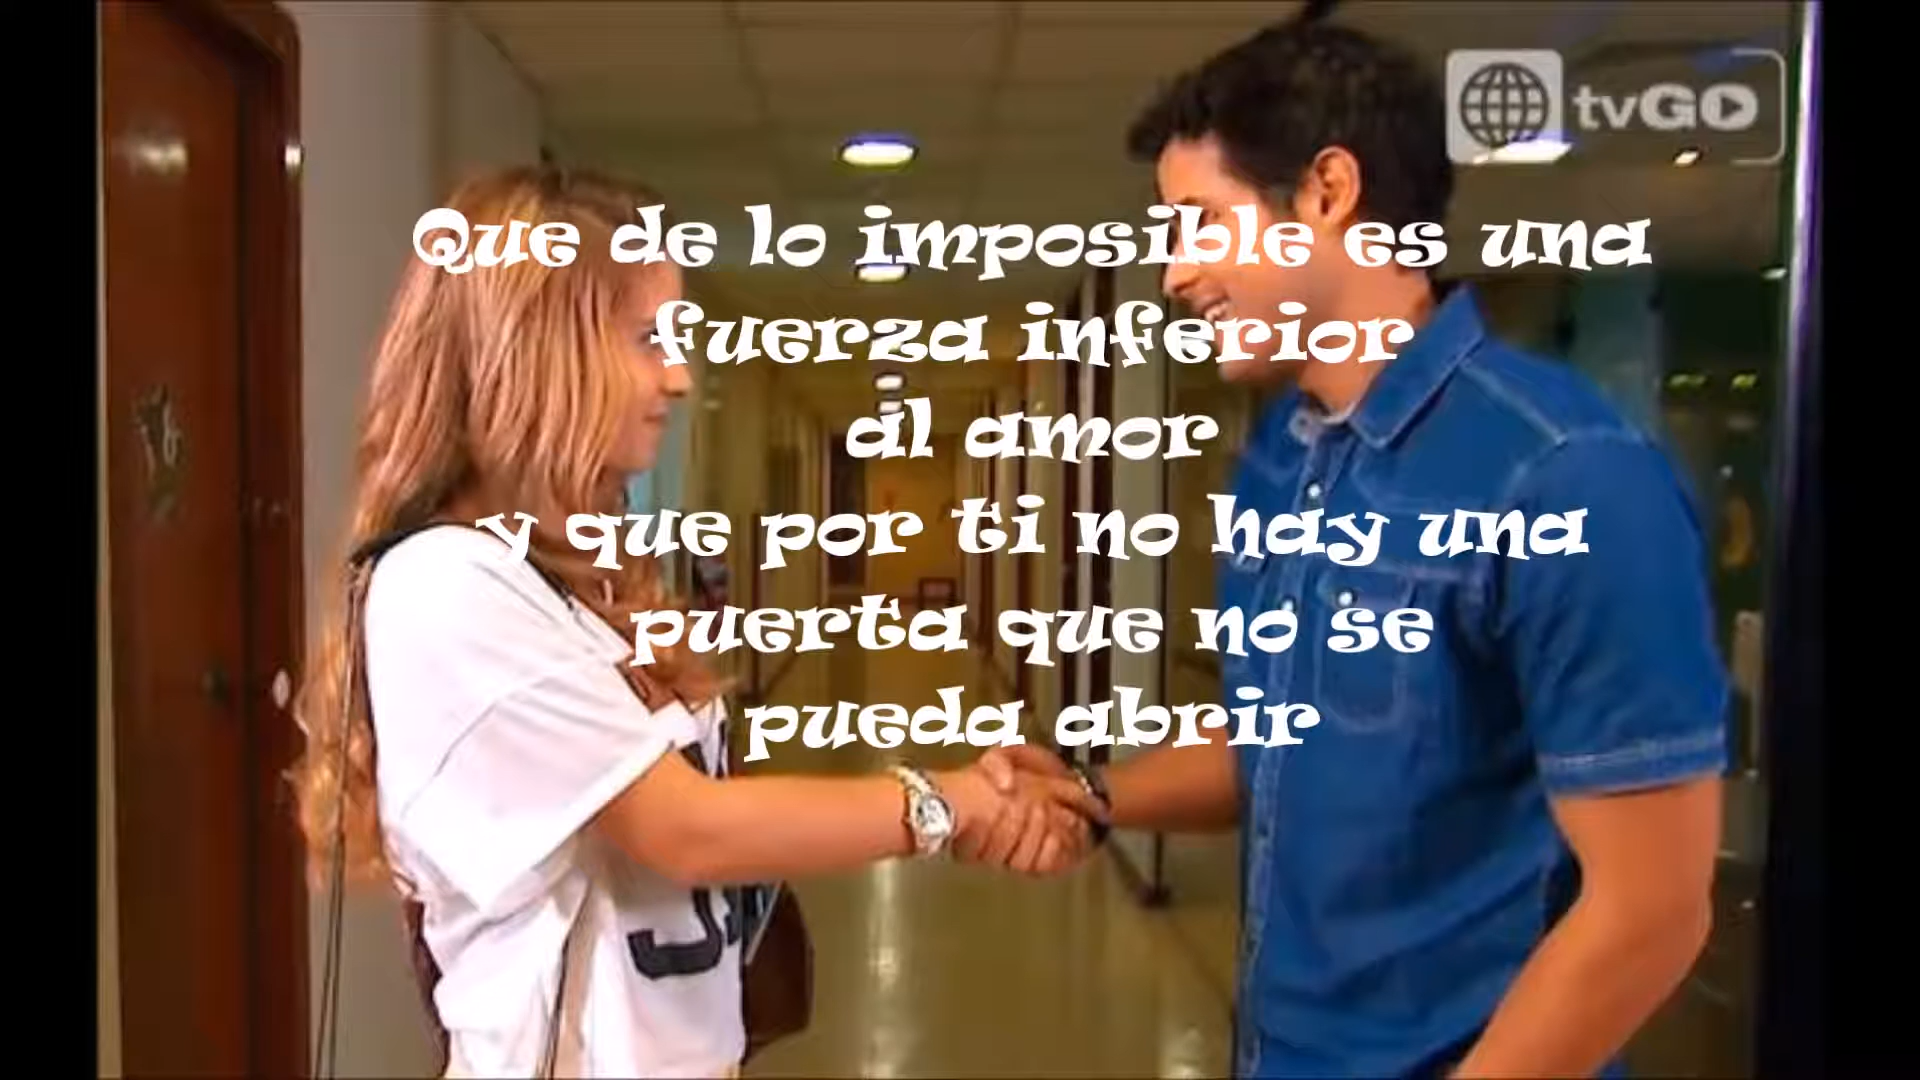 tvGO
Que de lo imposible es una
fuerza inferior
al amor
y que por ti no hay una
puerta que no se
pueda abrir